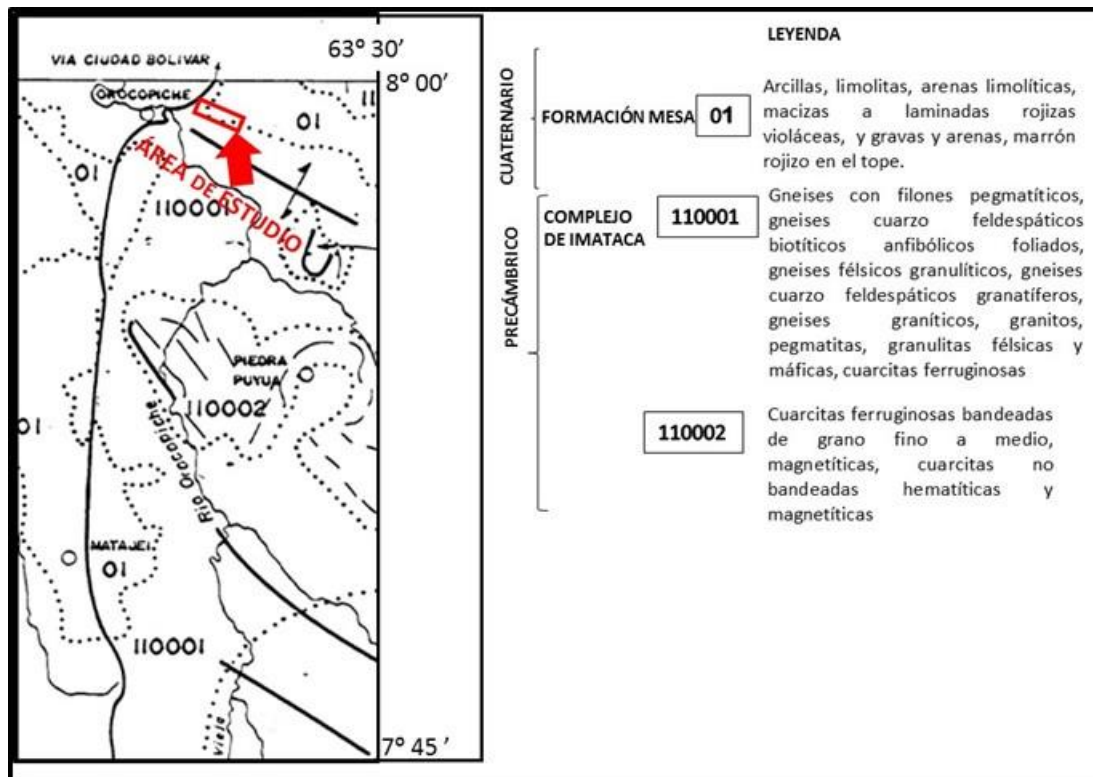 63° 30’
VIA CIUDAD BOLIVAR
8° 00’
OROCOPICHE
11
01
ÁREA DE ESTUDIO
01
110001
PIEDRA
PUYUA
110002
01
Río Orocopiche
MATAJEI
01
110001
viejo
7° 45 ’
LEYENDA
CUATERNARIO
FORMACIÓN MESA
01
Arcillas, limolitas, arenas limolíticas,
macizas a laminadas rojizas
violáceas, y gravas y arenas, marrón
rojizo en el tope.
PRECÁMBRICO
COMPLEJO
DE IMATACA
110001
Gneises con filones pegmatíticos,
gneises cuarzo feldespáticos
biotíticos anfibólicos foliados,
gneises félsicos granulíticos, gneises
cuarzo feldespáticos granatíferos,
gneises graníticos, granitos,
pegmatitas, granulitas félsicas y
máficas, cuarcitas ferruginosas
110002
Cuarcitas ferruginosas bandeadas
de grano fino a medio,
magnetíticas, cuarcitas no
bandeadas hematíticas y
magnetíticas